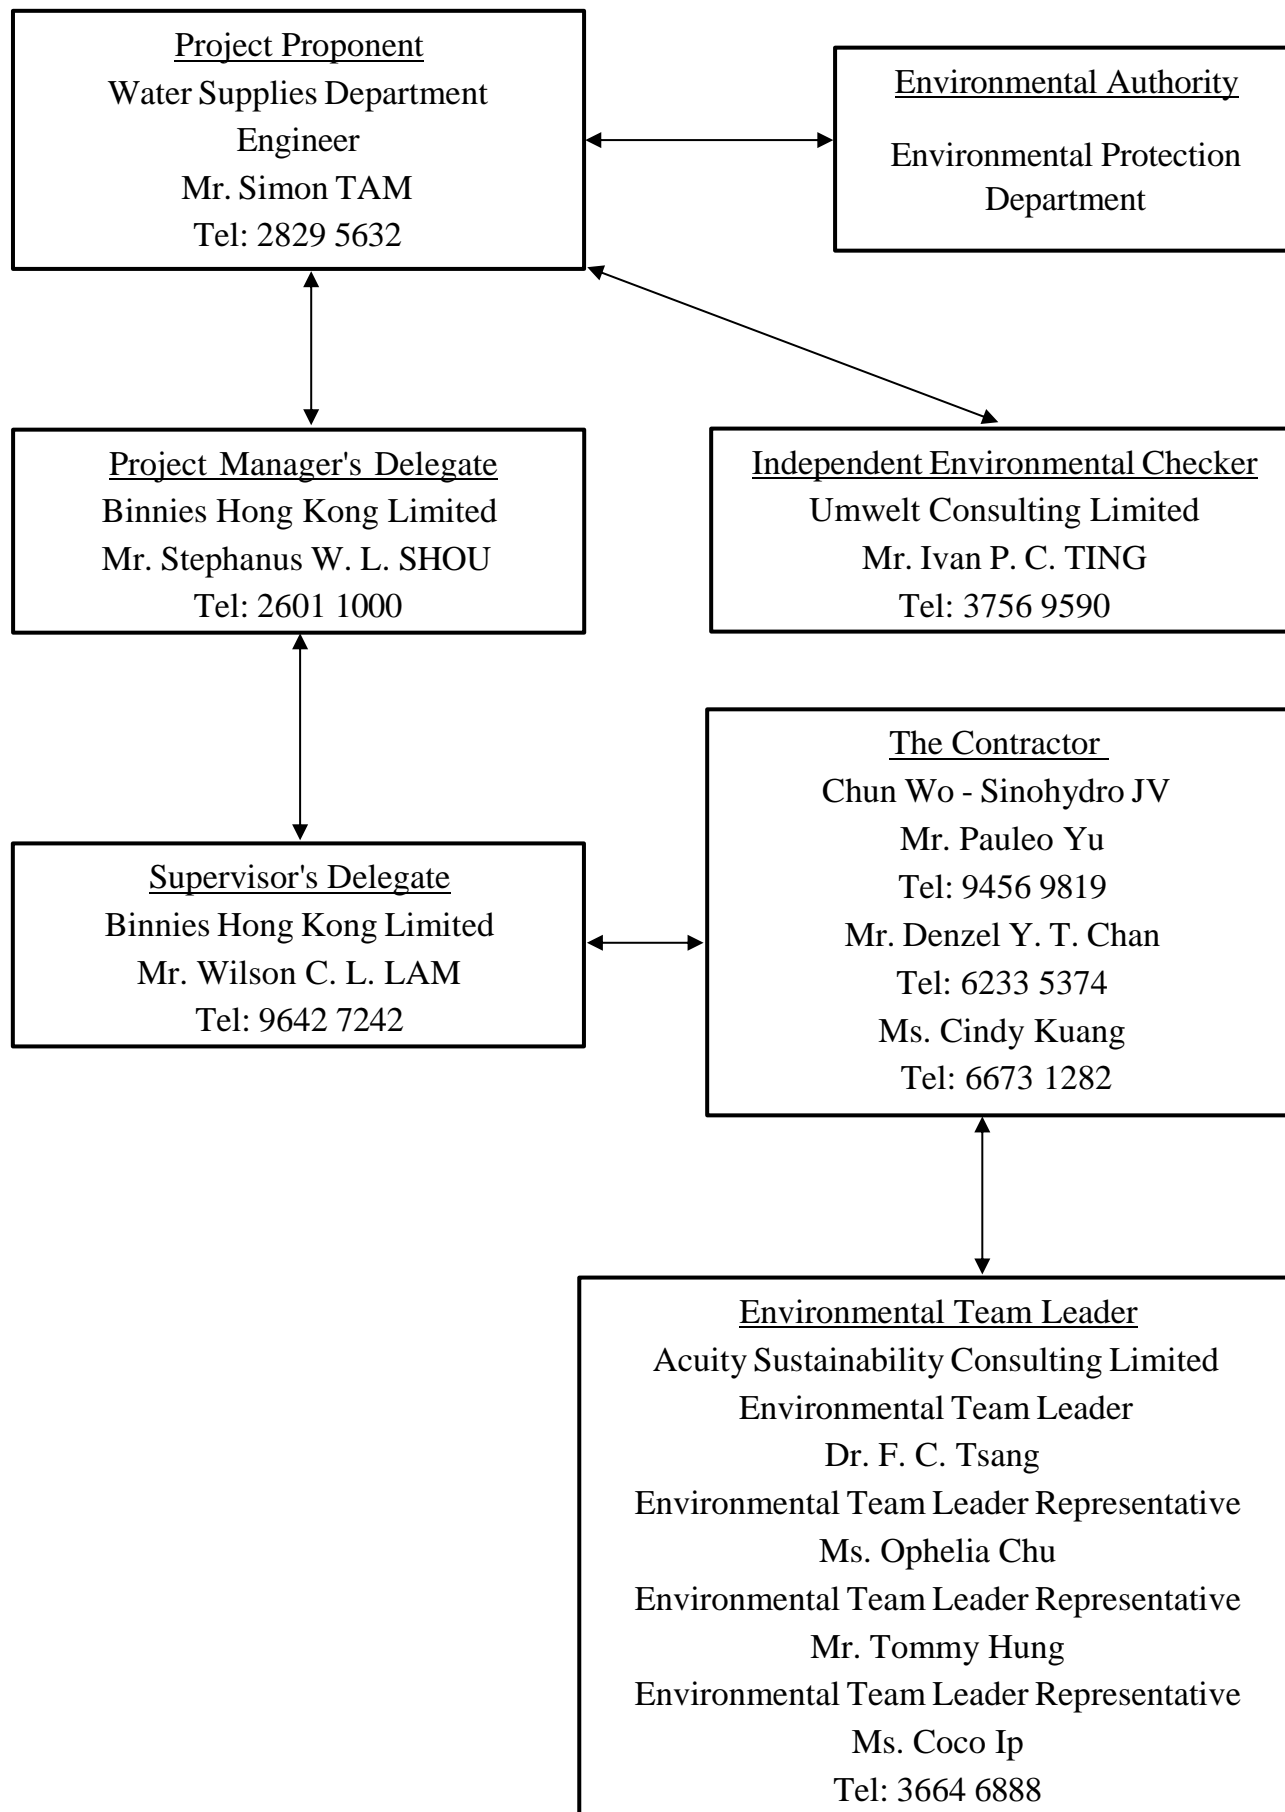 Project Proponent
Water Supplies Department
Engineer
Mr. Simon TAM
Tel: 2829 5632
Environmental Authority
Environmental Protection
Department
Project Manager's Delegate
Binnies Hong Kong Limited
Mr. Stephanus W. L. SHOU
Tel: 2601 1000
Independent Environmental Checker
Umwelt Consulting Limited
Mr. Ivan P. C. TING
Tel: 3756 9590
The Contractor
Chun Wo - Sinohydro JV
Mr. Pauleo Yu
Tel: 9456 9819
Mr. Denzel Y. T. Chan
Tel: 6233 5374
Ms. Cindy Kuang
Tel: 6673 1282
Supervisor's Delegate
Binnies Hong Kong Limited
Mr. Wilson C. L. LAM
Tel: 9642 7242
Environmental Team Leader
Acuity Sustainability Consulting Limited
Environmental Team Leader
Dr. F. C. Tsang
Environmental Team Leader Representative
Ms. Ophelia Chu
Environmental Team Leader Representative
Mr. Tommy Hung
Environmental Team Leader Representative
Ms. Coco Ip
Tel: 3664 6888